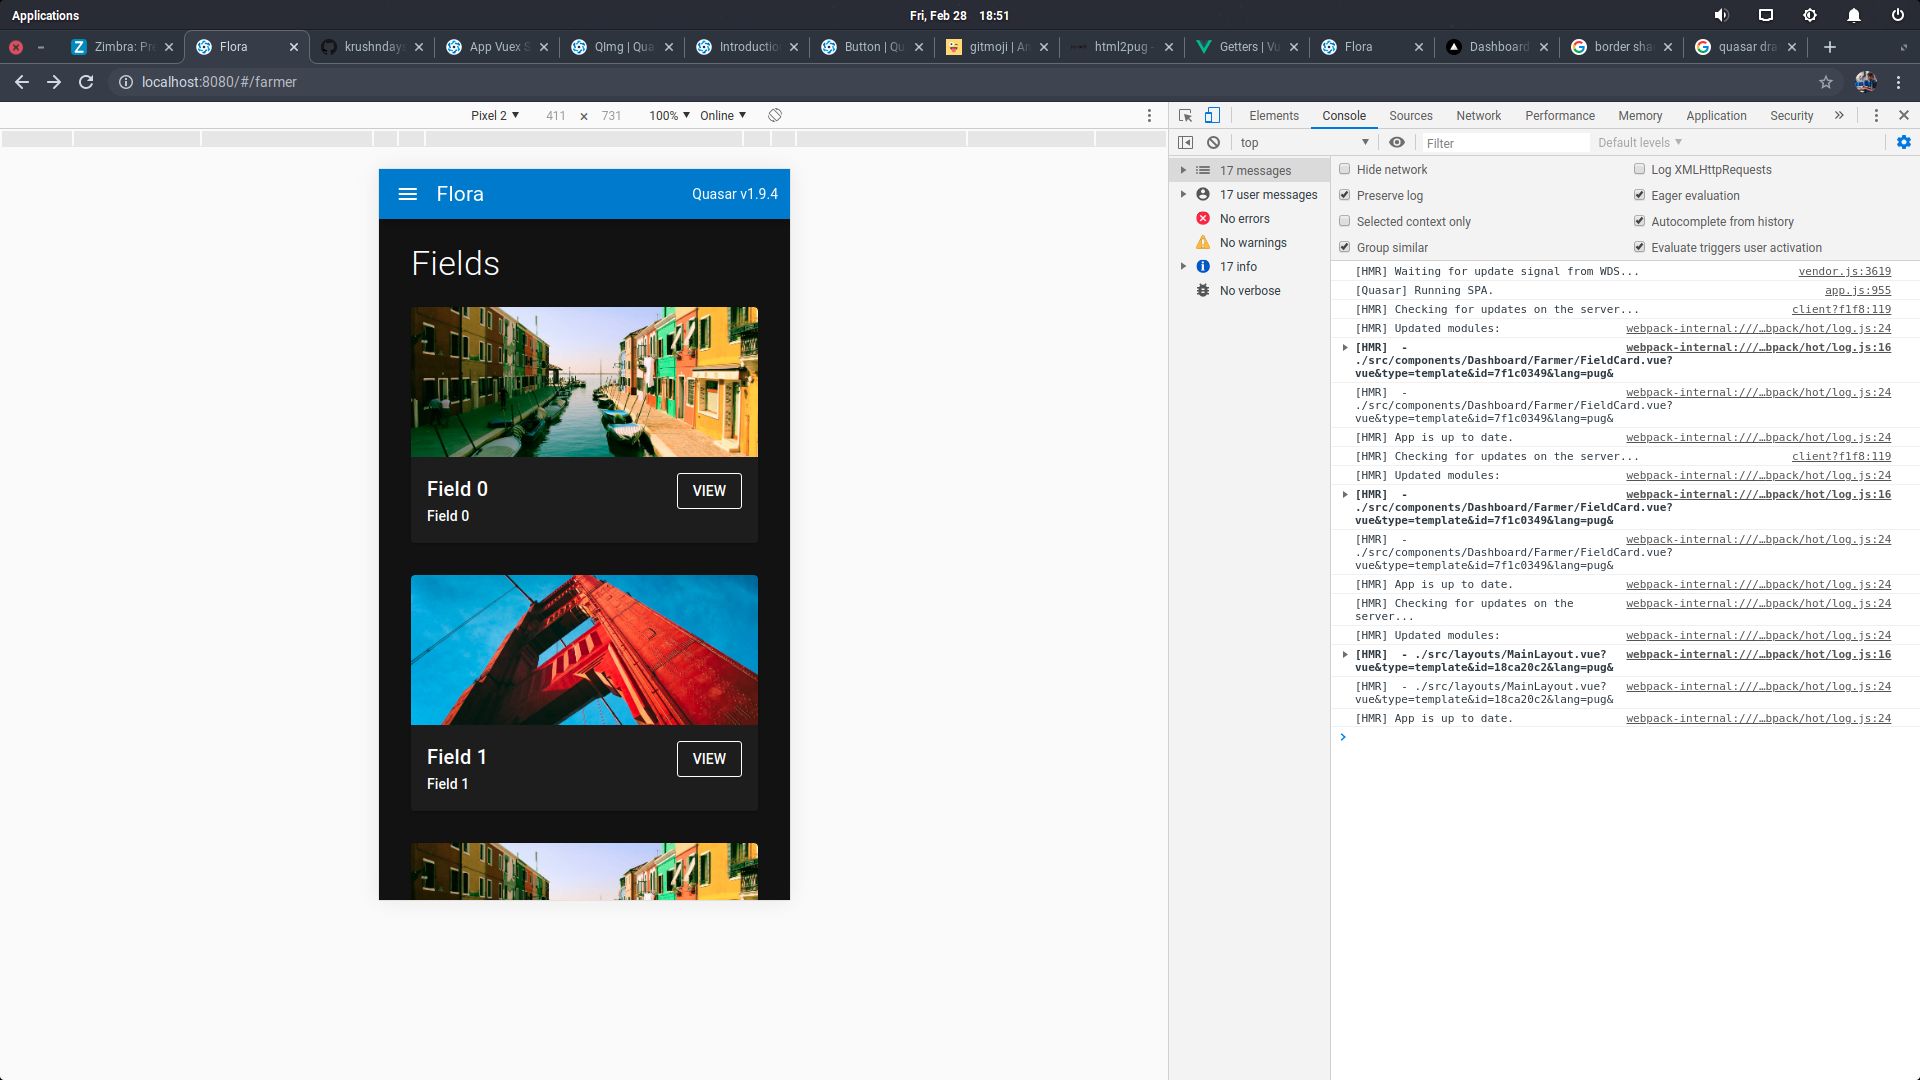 Applications
Fri, Feb 28 18:51
Zimbra: Pr
Flora
krushnday
App Vuex S
QImg | Qua
Introductio
Button | Qu
gitmoji | An
html2pug -
Getters | Vu
Flora
Dashboard
border sha
quasar dra
localhost:8080/#/farmer
Pixel 2 411 × 731 100% Online
Elements Console Sources Network Performance Memory Application Security
top Filter Default levels
17 messages
17 user messages
No errors
No warnings
17 info
No verbose
Hide network Log XMLHttpRequests
Preserve log Eager evaluation
Selected context only Autocomplete from history
Group similar Evaluate triggers user activation
[HMR] Waiting for update signal from WDS... vendor.js:3619
[Quasar] Running SPA. app.js:955
[HMR] Checking for updates on the server... client?f1f8:119
[HMR] Updated modules: webpack-internal:///…bpack/hot/log.js:24
[HMR] - webpack-internal:///…bpack/hot/log.js:16
./src/components/Dashboard/Farmer/FieldCard.vue?
vue&type=template&id=7f1c0349&lang=pug&
[HMR] - webpack-internal:///…bpack/hot/log.js:24
./src/components/Dashboard/Farmer/FieldCard.vue?
vue&type=template&id=7f1c0349&lang=pug&
[HMR] App is up to date. webpack-internal:///…bpack/hot/log.js:24
[HMR] Checking for updates on the server... client?f1f8:119
[HMR] Updated modules: webpack-internal:///…bpack/hot/log.js:24
[HMR] - webpack-internal:///…bpack/hot/log.js:16
./src/components/Dashboard/Farmer/FieldCard.vue?
vue&type=template&id=7f1c0349&lang=pug&
[HMR] - webpack-internal:///…bpack/hot/log.js:24
./src/components/Dashboard/Farmer/FieldCard.vue?
vue&type=template&id=7f1c0349&lang=pug&
[HMR] App is up to date. webpack-internal:///…bpack/hot/log.js:24
[HMR] Checking for updates on the webpack-internal:///…bpack/hot/log.js:24
server...
[HMR] Updated modules: webpack-internal:///…bpack/hot/log.js:24
[HMR] - ./src/layouts/MainLayout.vue? webpack-internal:///…bpack/hot/log.js:16
vue&type=template&id=18ca20c2&lang=pug&
[HMR] - ./src/layouts/MainLayout.vue? webpack-internal:///…bpack/hot/log.js:24
vue&type=template&id=18ca20c2&lang=pug&
[HMR] App is up to date. webpack-internal:///…bpack/hot/log.js:24
Flora Quasar v1.9.4
Fields
Field 0 VIEW
Field 0
Field 1 VIEW
Field 1